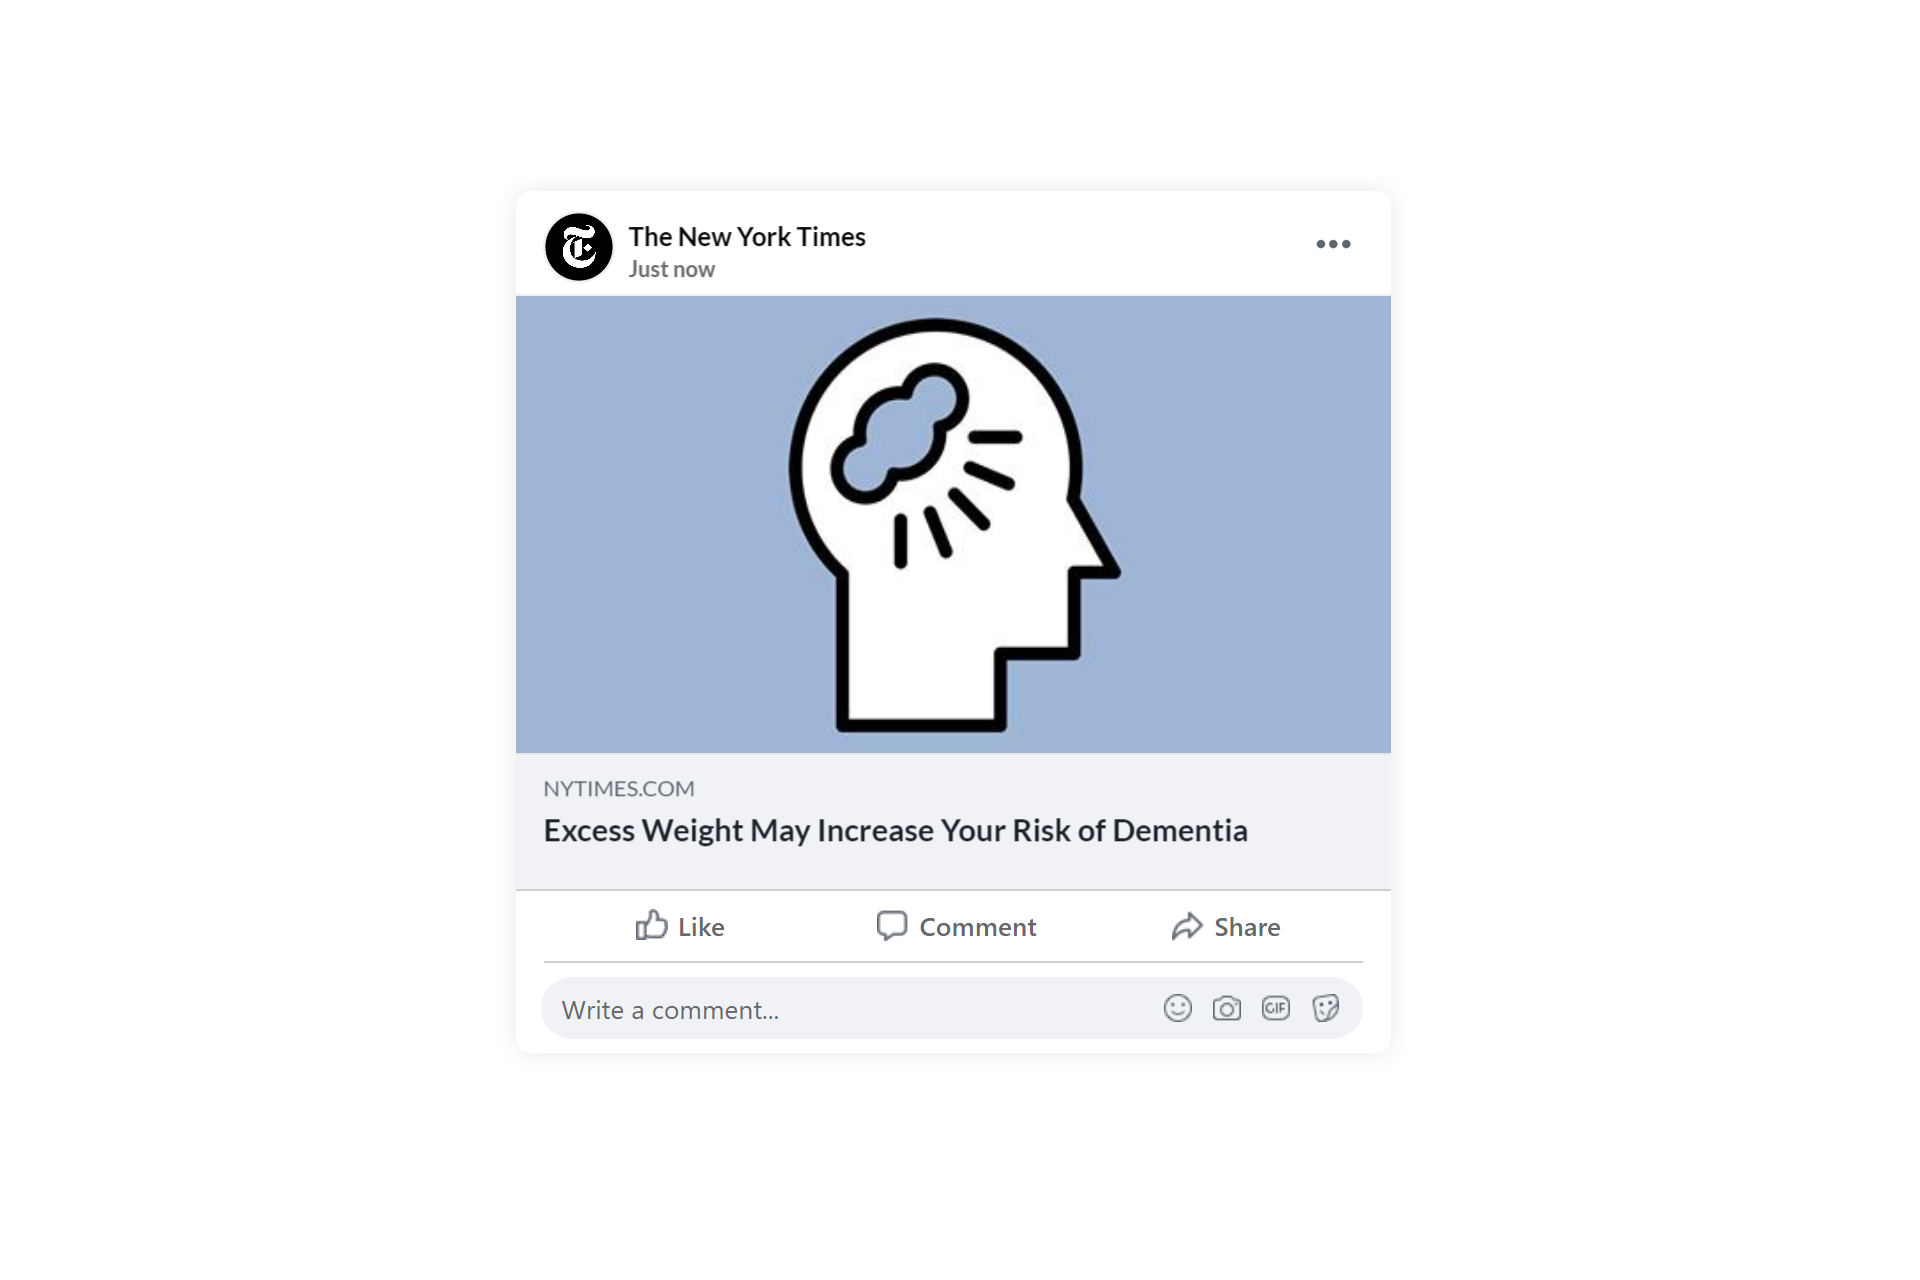 The New York Times
Just now
NYTIMES.COM
Excess Weight May Increase Your Risk of Dementia
Like
Comment
Share
Write a comment...
GIF